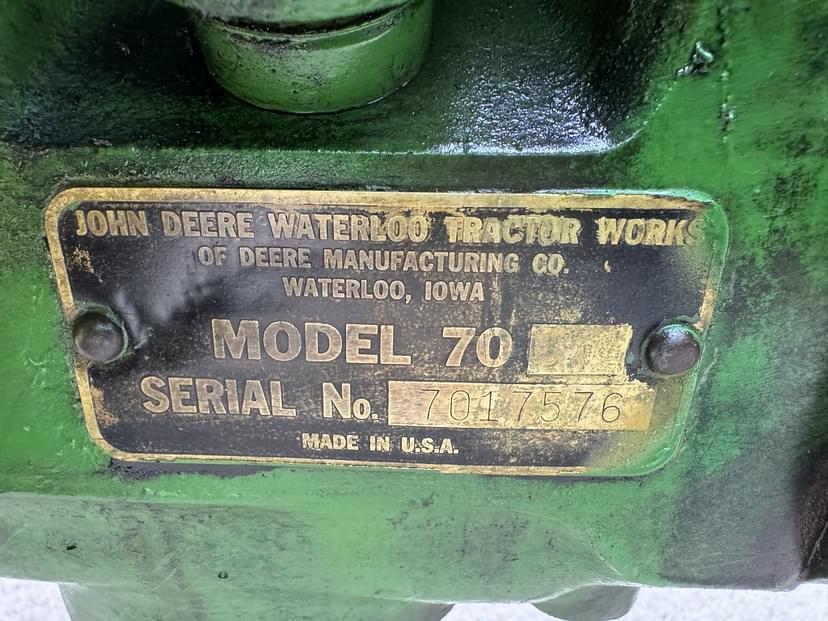 JOHN DEERE WATERLOO TRACTOR WORKS
OF DEERE MANUFACTURING CO.
WATERLOO, IOWA
MODEL 70
SERIAL No. 7017576
MADE IN U.S.A.